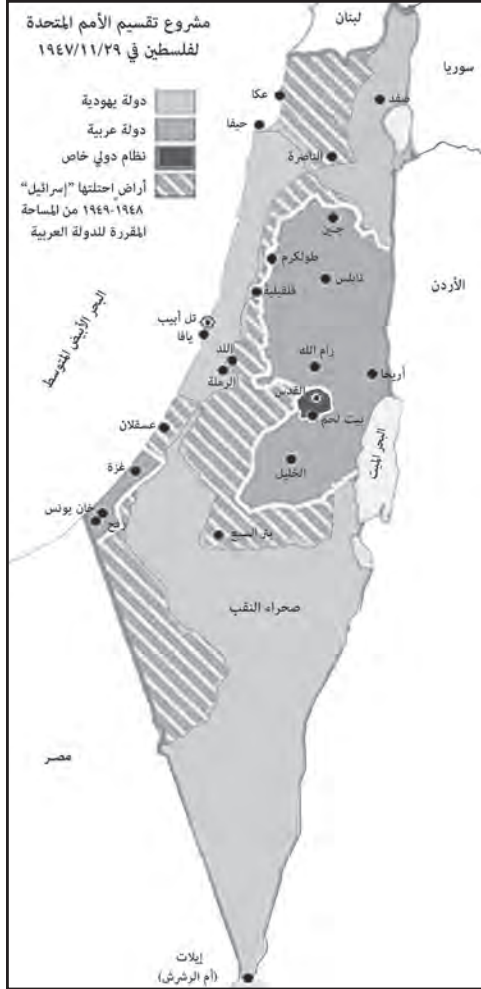 مشروع تقسيم الأمم المتحدة
لفلسطين في ١٩٤٧/١١/٢٩
دولة يهودية
دولة عربية
نظام دولي خاص
أراضٍ احتلتها "إسرائيل"
١٩٤٨-١٩٤٩ من المساحة
المقررة للدولة العربية
لبنان
سوريا
عكا
صفد
حيفا
الناصرة
جنين
طولكرم
نابلس
قلقيلية
الأردن
تل أبيب
يافا
البحر الأبيض المتوسط
اللد
رام الله
الرملة
أريحا
القدس
بيت لحم
عسقلان
البحر الميت
الخليل
غزة
خان يونس
رفح
بئر السبع
صحراء النقب
مصر
إيلات
(أم الرشرش)